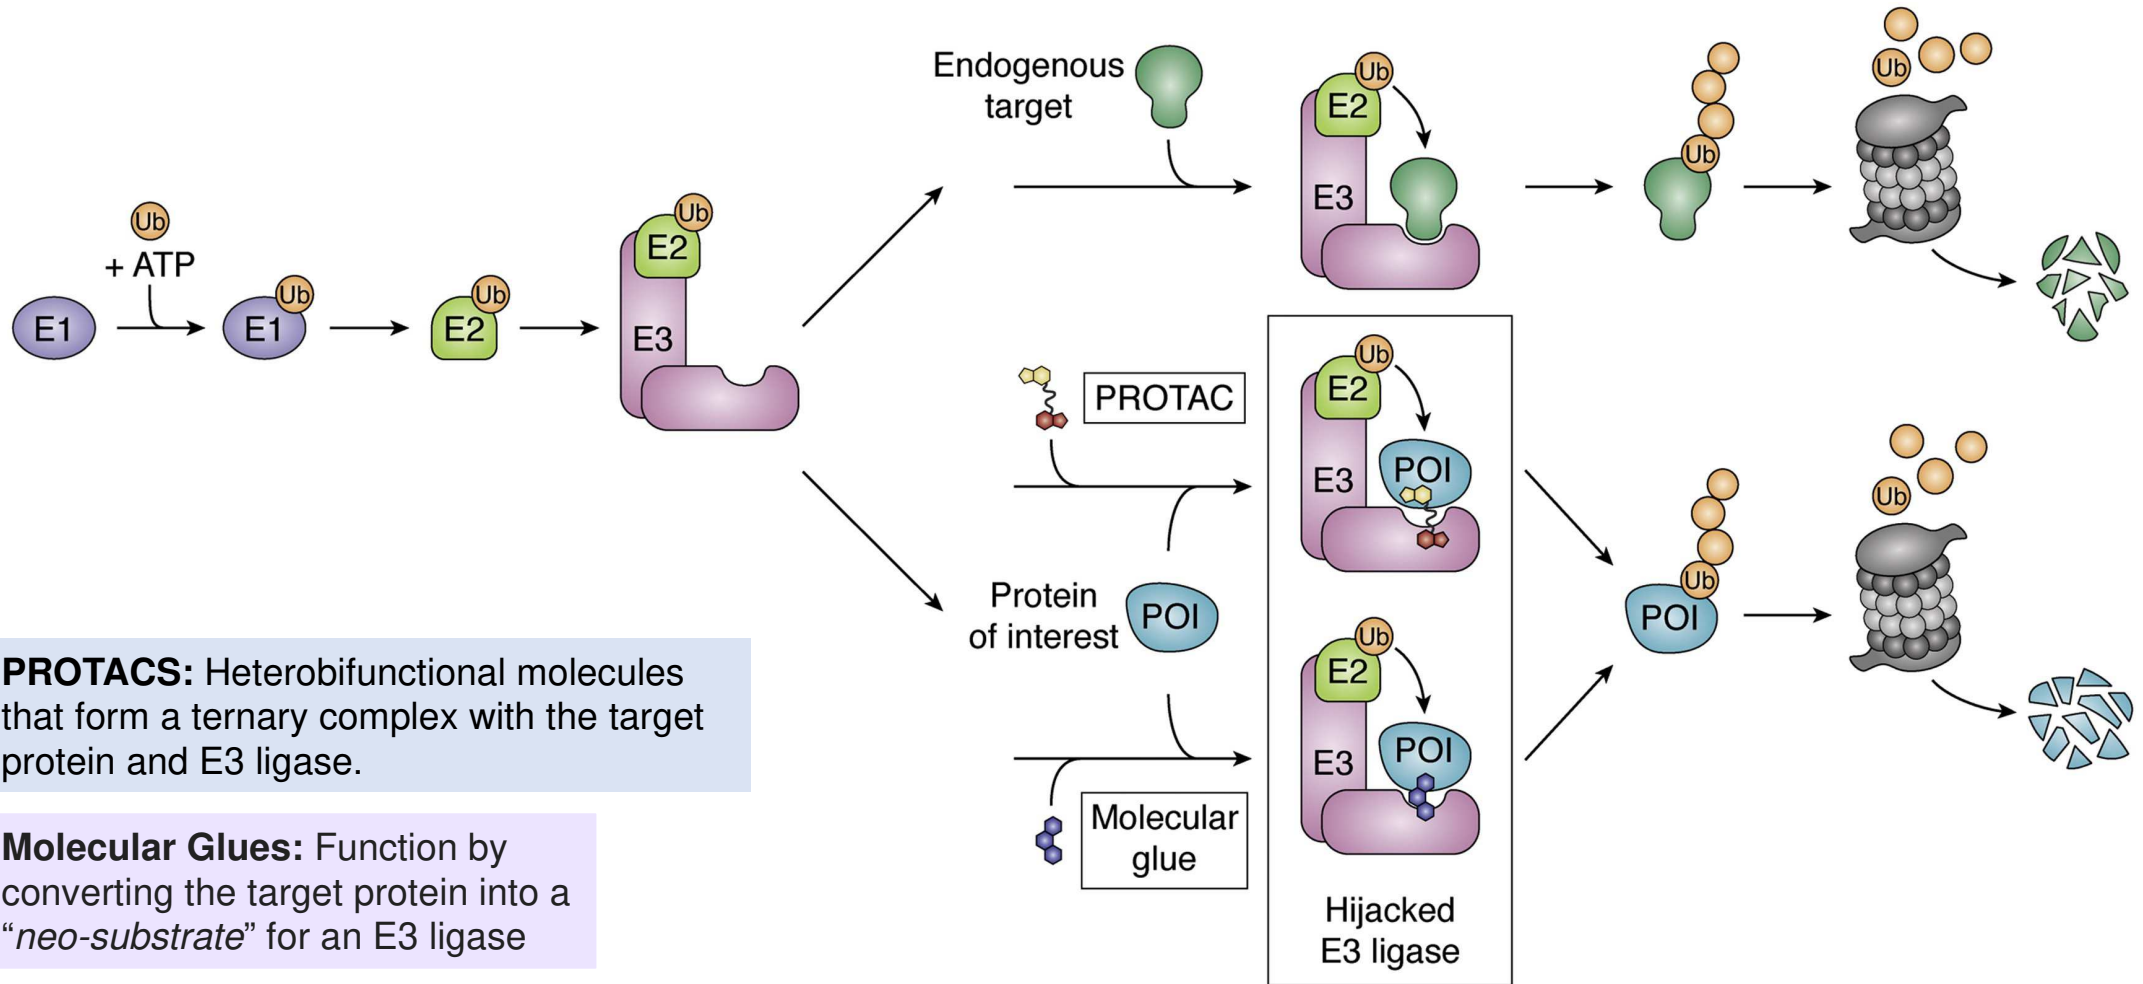 Ub
+ ATP
E1
E1
Ub
E2
Ub
E2
Ub
E3
Endogenous
target
Ub
E2
E3
Ub
Ub
PROTAC
Ub
E2
POI
E3
Protein
of interest
POI
Ub
E2
POI
E3
Molecular
glue
Hijacked
E3 ligase
Ub
POI
Ub
PROTACS: Heterobifunctional molecules
that form a ternary complex with the target
protein and E3 ligase.
Molecular Glues: Function by
converting the target protein into a
“neo-substrate” for an E3 ligase